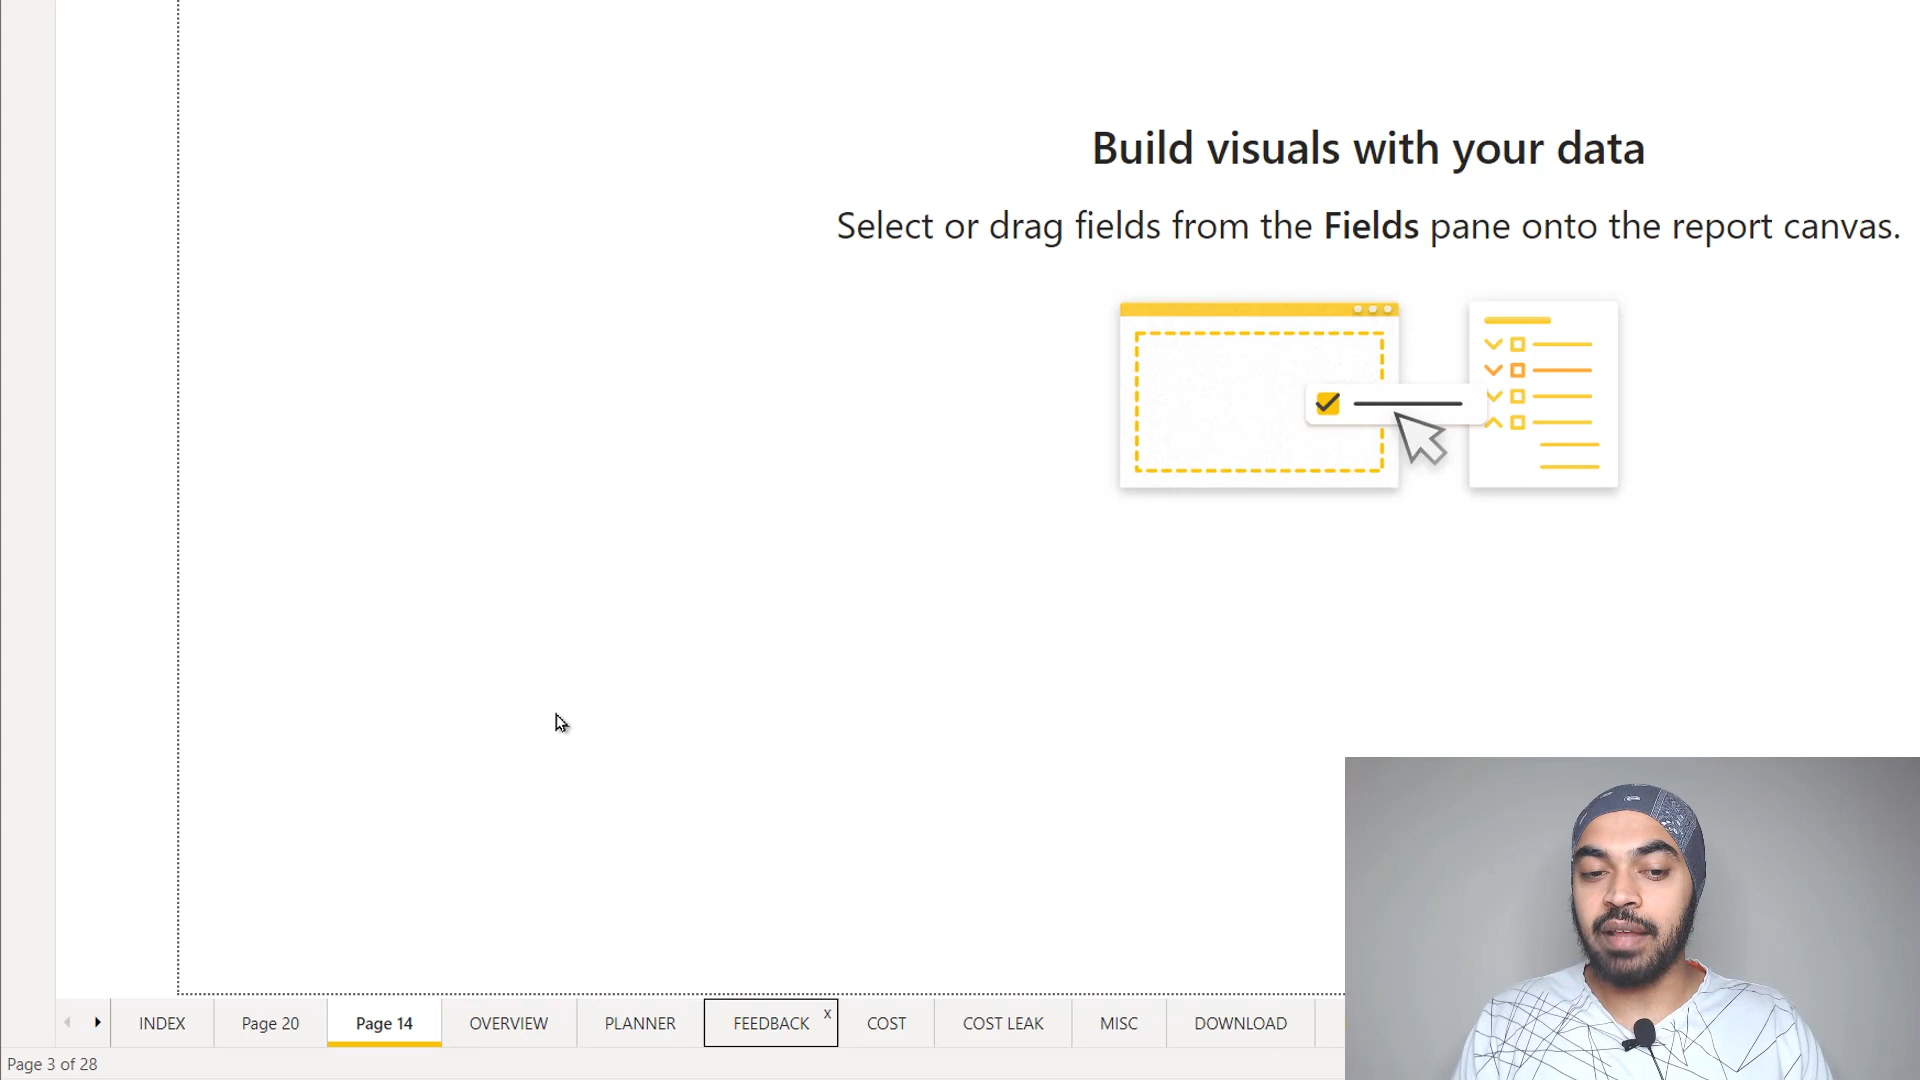 Build visuals with your data
Select or drag fields from the Fields pane onto the report canvas.
INDEX
Page 20
Page 14
OVERVIEW
PLANNER
FEEDBACK
x
COST
COST LEAK
MISC
DOWNLOAD
Page 3 of 28